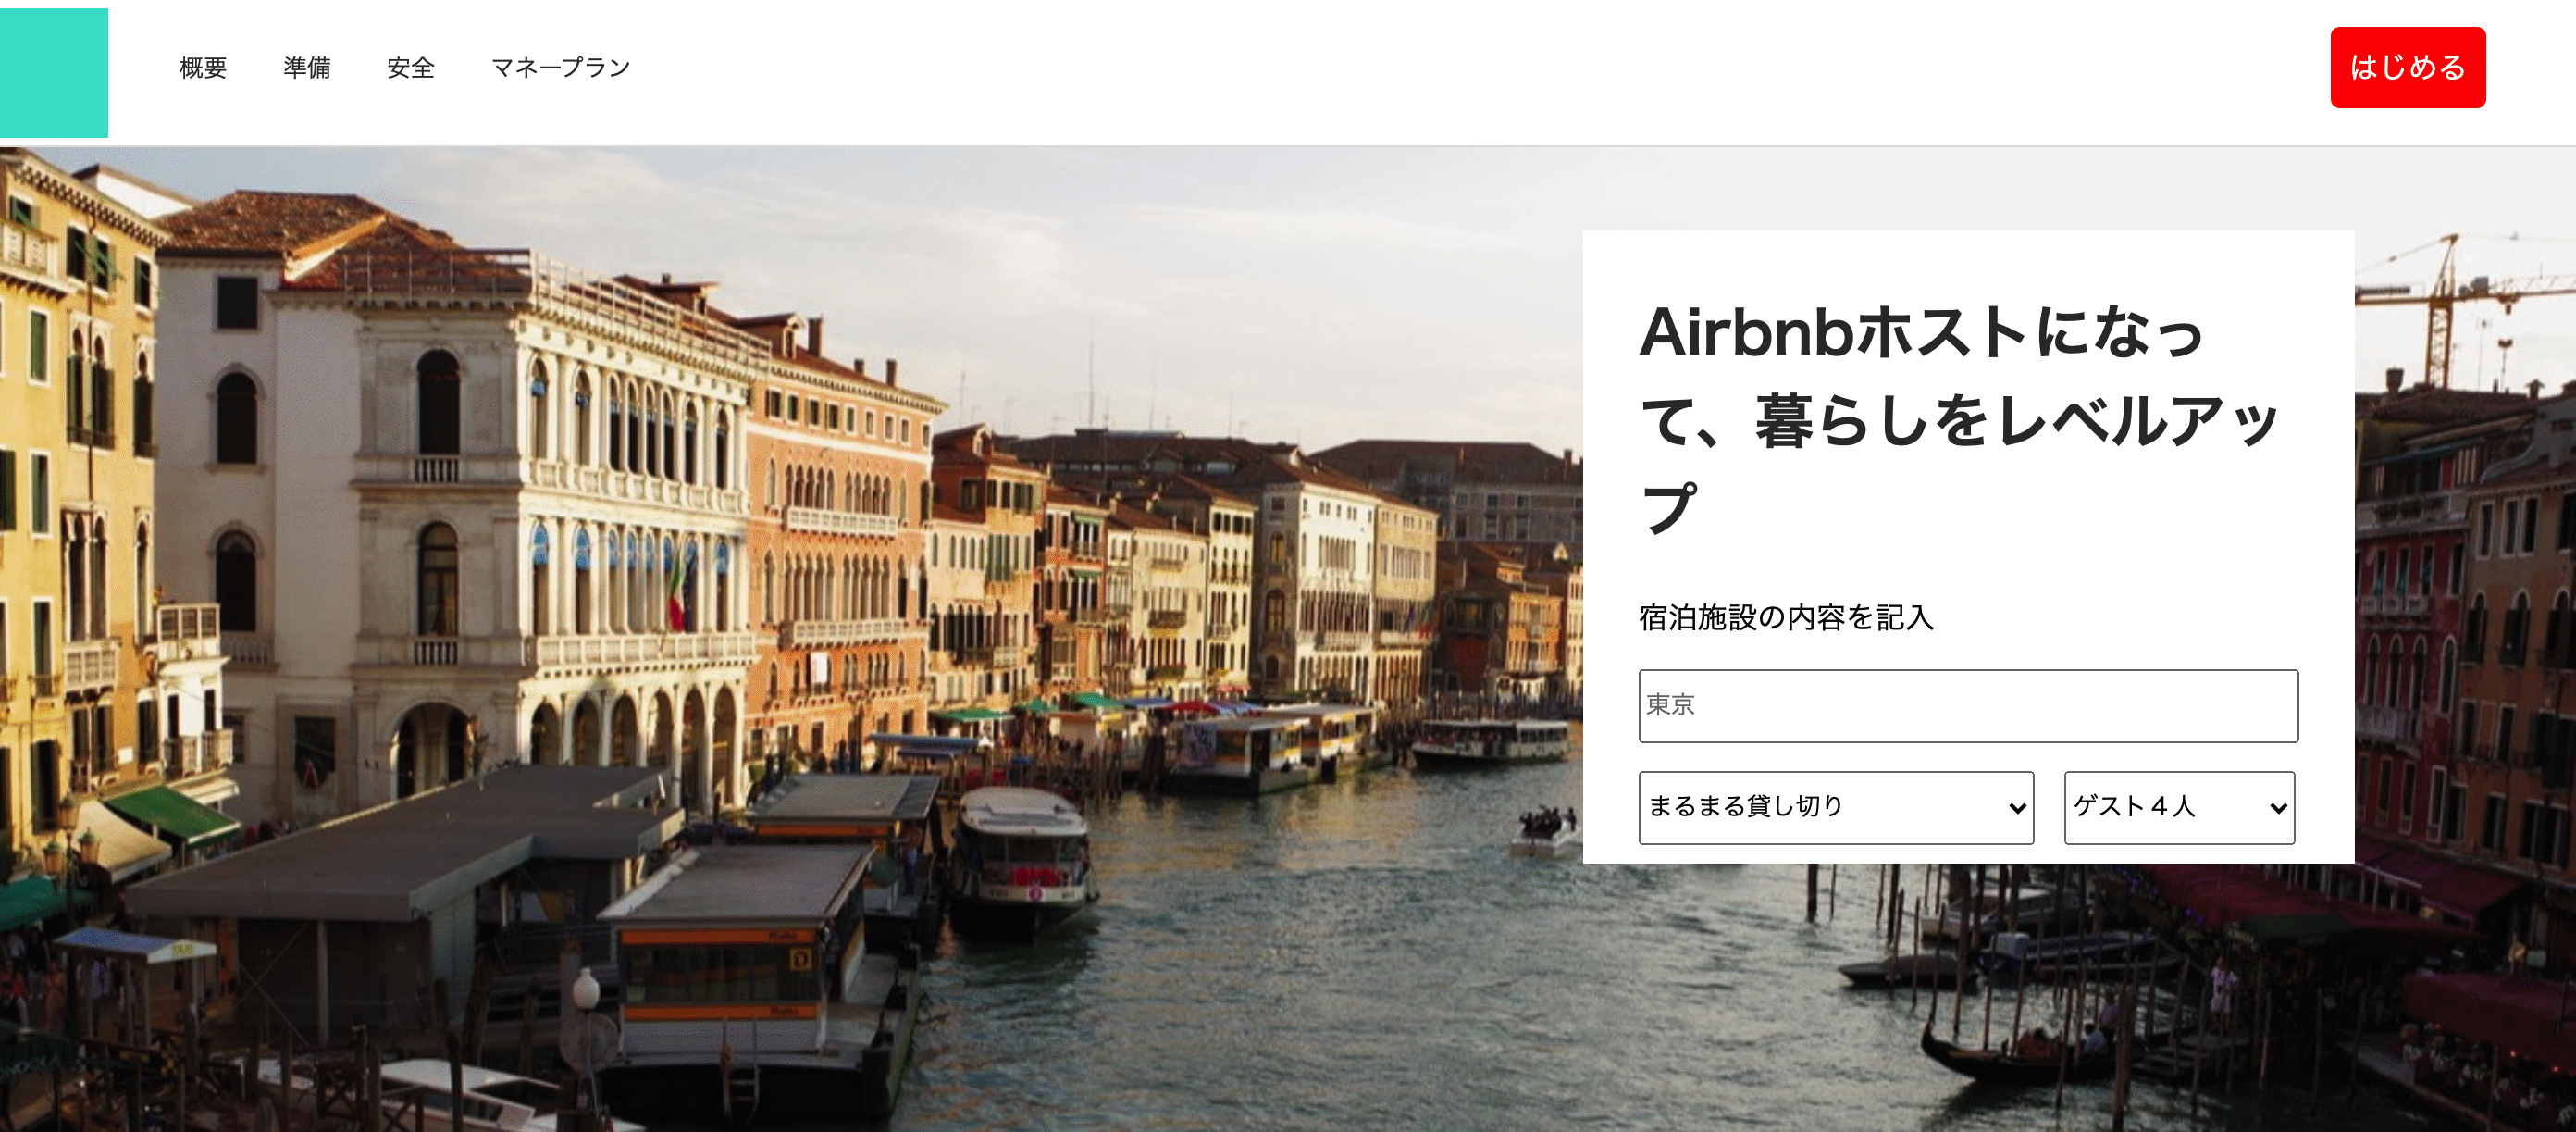 概要 準備 安全 マネープラン はじめる
Airbnbホストになっ
て、暮らしをレベルアッ
プ
宿泊施設の内容を記入
東京
まるまる貸し切り ゲスト４人